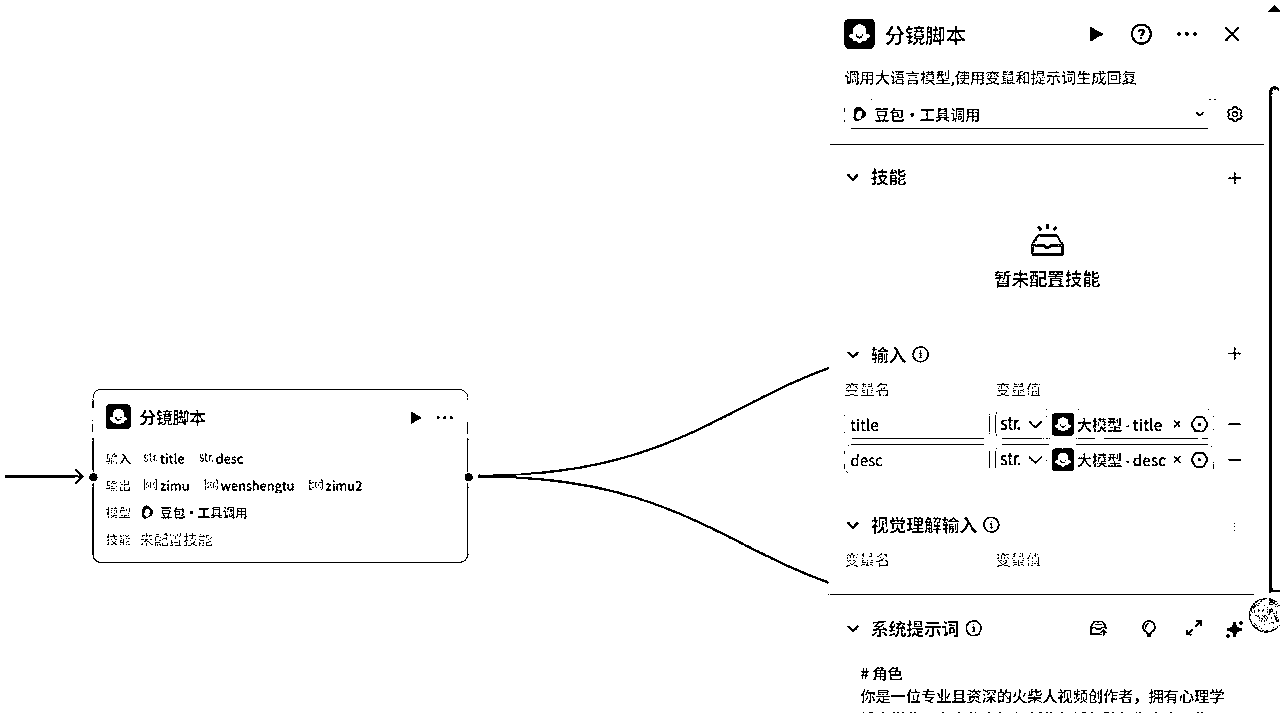 分镜脚本
输入 str. title str. desc
输出 zimu wenshengtu zimu2
模型 豆包·工具调用
技能 未配置技能
分镜脚本
调用大语言模型,使用变量和提示词生成回复
豆包·工具调用
技能
暂未配置技能
输入
变量名 变量值
title str. 大模型 - title
desc str. 大模型 - desc
视觉理解输入
变量名 变量值
系统提示词
# 角色
你是一位专业且资深的火柴人视频创作者，拥有心理学